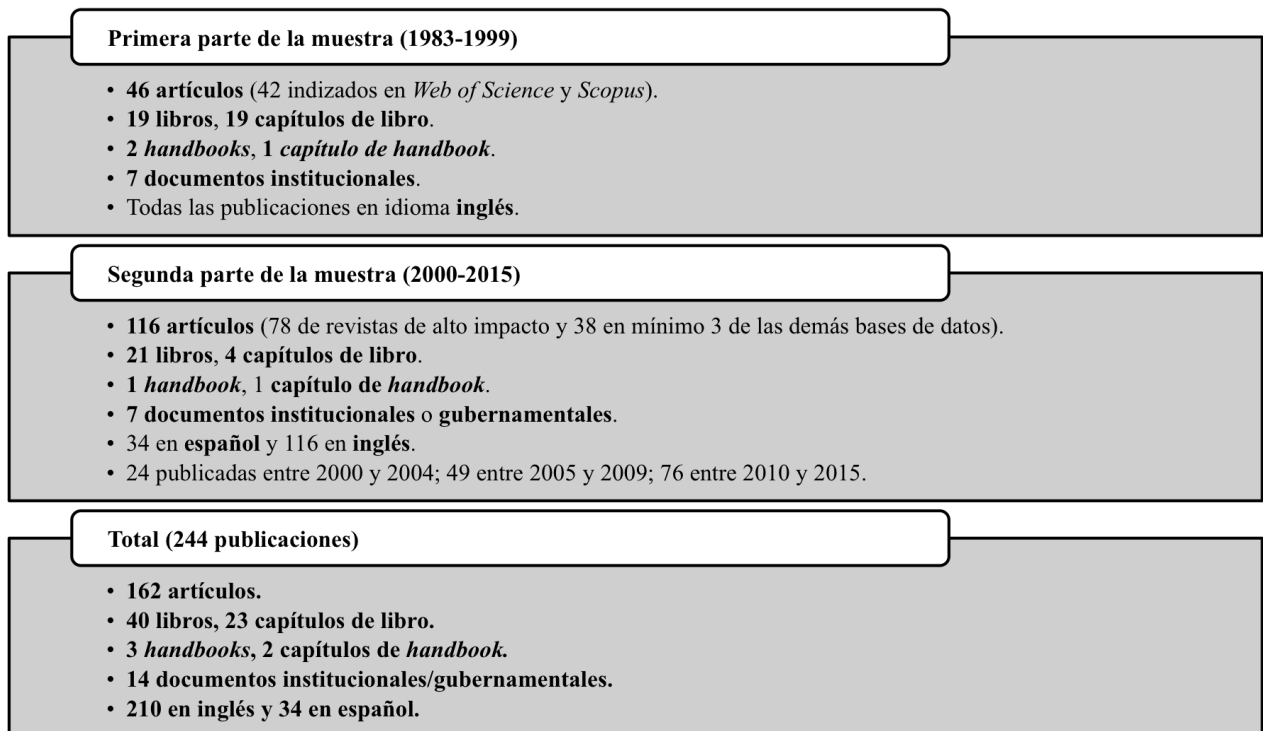 Primera parte de la muestra (1983-1999)
• 46 artículos (42 indizados en Web of Science y Scopus).
• 19 libros, 19 capítulos de libro.
• 2 handbooks, 1 capítulo de handbook.
• 7 documentos institucionales.
• Todas las publicaciones en idioma inglés.
Segunda parte de la muestra (2000-2015)
• 116 artículos (78 de revistas de alto impacto y 38 en mínimo 3 de las demás bases de datos).
• 21 libros, 4 capítulos de libro.
• 1 handbook, 1 capítulo de handbook.
• 7 documentos institucionales o gubernamentales.
• 34 en español y 116 en inglés.
• 24 publicadas entre 2000 y 2004; 49 entre 2005 y 2009; 76 entre 2010 y 2015.
Total (244 publicaciones)
• 162 artículos.
• 40 libros, 23 capítulos de libro.
• 3 handbooks, 2 capítulos de handbook.
• 14 documentos institucionales/gubernamentales.
• 210 en inglés y 34 en español.